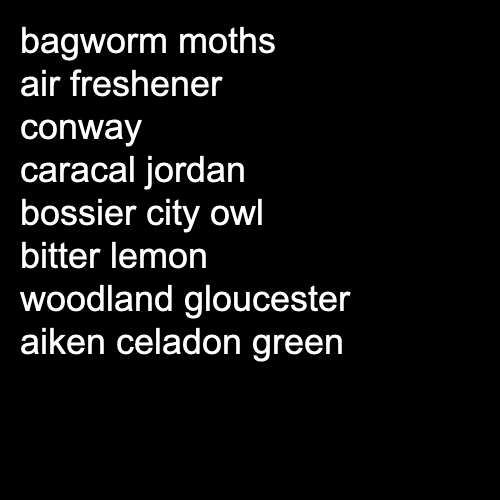 bagworm moths
air freshener
conway
caracal jordan
bossier city owl
bitter lemon
woodland gloucester
aiken celadon green